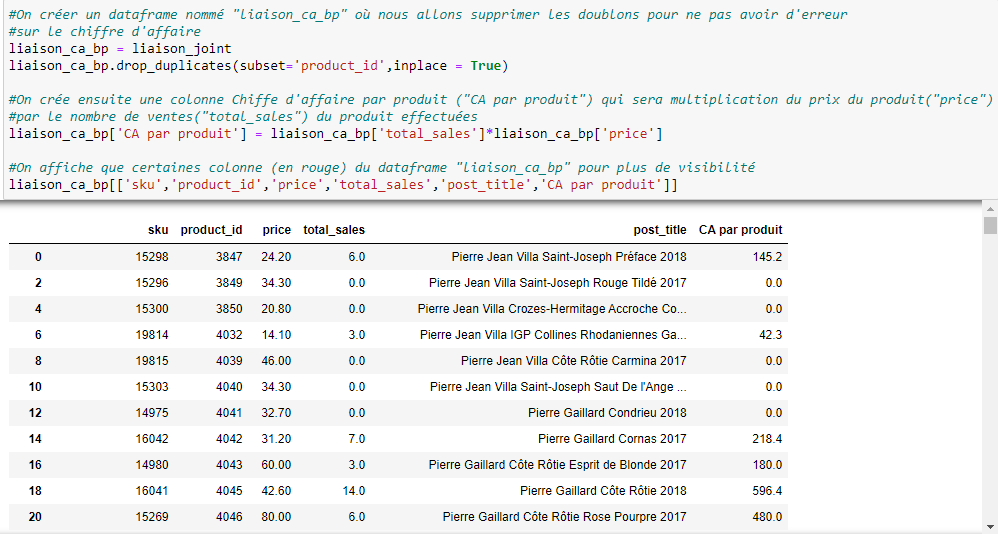 #On créer un dataframe nommé "liaison_ca_bp" où nous allons supprimer les doublons pour ne pas avoir d'erreur
#sur le chiffre d'affaire
liaison_ca_bp = liaison_joint
liaison_ca_bp.drop_duplicates(subset='product_id',inplace = True)
#On crée ensuite une colonne Chiffe d'affaire par produit ("CA par produit") qui sera multiplication du prix du produit("price")
#par le nombre de ventes("total_sales") du produit effectuées
liaison_ca_bp['CA par produit'] = liaison_ca_bp['total_sales']*liaison_ca_bp['price']
#On affiche que certaines colonne (en rouge) du dataframe "liaison_ca_bp" pour plus de visibilité
liaison_ca_bp[['sku','product_id','price','total_sales','post_title','CA par produit']]
sku product_id price total_sales post_title CA par produit
0 15298 3847 24.20 6.0 Pierre Jean Villa Saint-Joseph Préface 2018 145.2
2 15296 3849 34.30 0.0 Pierre Jean Villa Saint-Joseph Rouge Tildé 2017 0.0
4 15300 3850 20.80 0.0 Pierre Jean Villa Crozes-Hermitage Accroche Co... 0.0
6 19814 4032 14.10 3.0 Pierre Jean Villa IGP Collines Rhodaniennes Ga... 42.3
8 19815 4039 46.00 0.0 Pierre Jean Villa Côte Rôtie Carmina 2017 0.0
10 15303 4040 34.30 0.0 Pierre Jean Villa Saint-Joseph Saut De l'Ange ... 0.0
12 14975 4041 32.70 0.0 Pierre Gaillard Condrieu 2018 0.0
14 16042 4042 31.20 7.0 Pierre Gaillard Cornas 2017 218.4
16 14980 4043 60.00 3.0 Pierre Gaillard Côte Rôtie Esprit de Blonde 2017 180.0
18 16041 4045 42.60 14.0 Pierre Gaillard Côte Rôtie 2018 596.4
20 15269 4046 80.00 6.0 Pierre Gaillard Côte Rôtie Rose Pourpre 2017 480.0